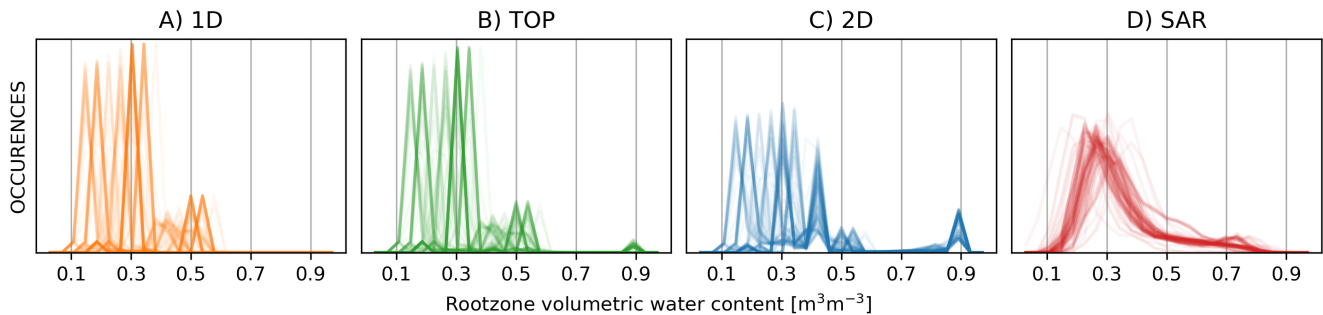 A) 1D
B) TOP
C) 2D
D) SAR
OCCURENCES
0.1 0.3 0.5 0.7 0.9
0.1 0.3 0.5 0.7 0.9
0.1 0.3 0.5 0.7 0.9
0.1 0.3 0.5 0.7 0.9
Rootzone volumetric water content [m³m⁻³]